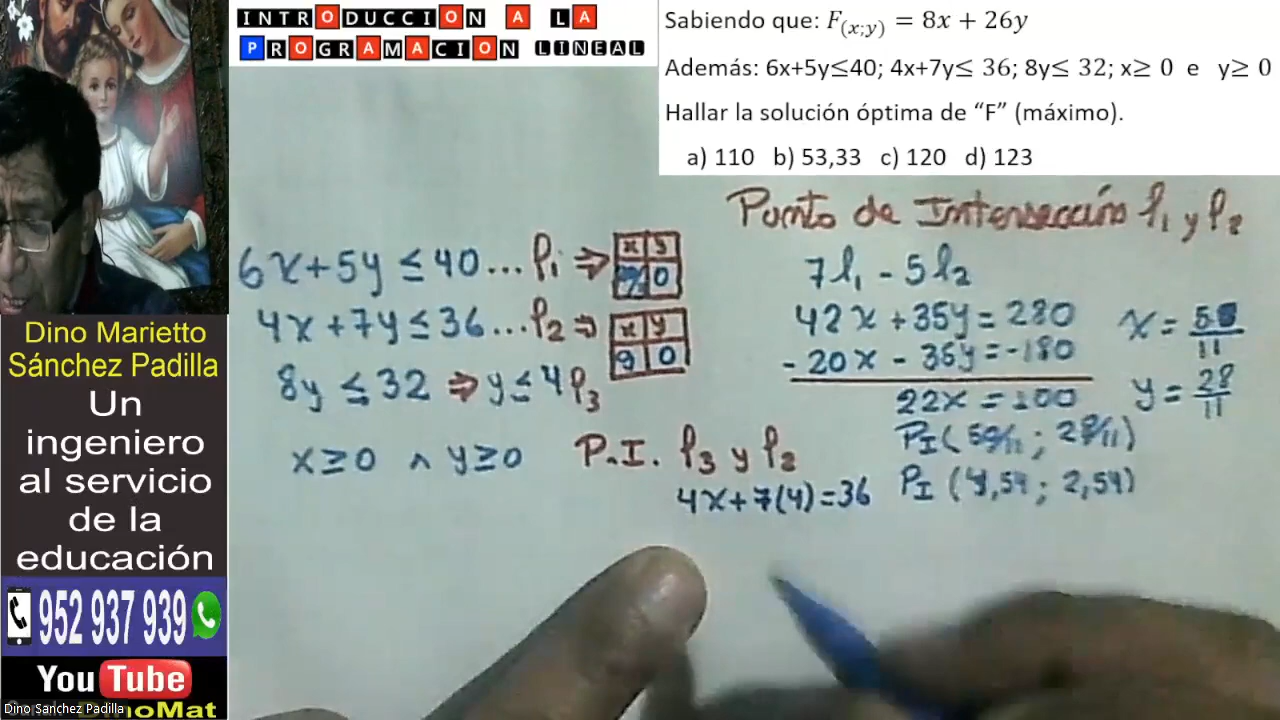 INTRODUCCION A LA
PROGRAMACION LINEAL
Sabiendo que: F(x;y) = 8x + 26y
Además: 6x+5y≤40; 4x+7y≤ 36; 8y≤ 32; x≥ 0 e y≥ 0
Hallar la solución óptima de “F” (máximo).
a) 110 b) 53,33 c) 120 d) 123
Punto de Intersección l1 y l2
6x+5y ≤ 40 ... l1 ⇒
x y
0
4x+7y ≤ 36 ... l2 ⇒
x y
9 0
8y ≤ 32 ⇒ y ≤ 4 l3
x≥0 ∧ y≥0
P.I. l3 y l2
4x+7(4)=36
7l1 - 5l2
42x +35y = 280
-20x - 35y = -180
22x = 100
x = 50/11
y = 28/11
PI (50/11 ; 28/11)
PI (4,54 ; 2,54)
Dino Marietto
Sánchez Padilla
Un
ingeniero
al servicio
de la
educación
952 937 939
YouTube
DinoMat
Dino Sanchez Padilla